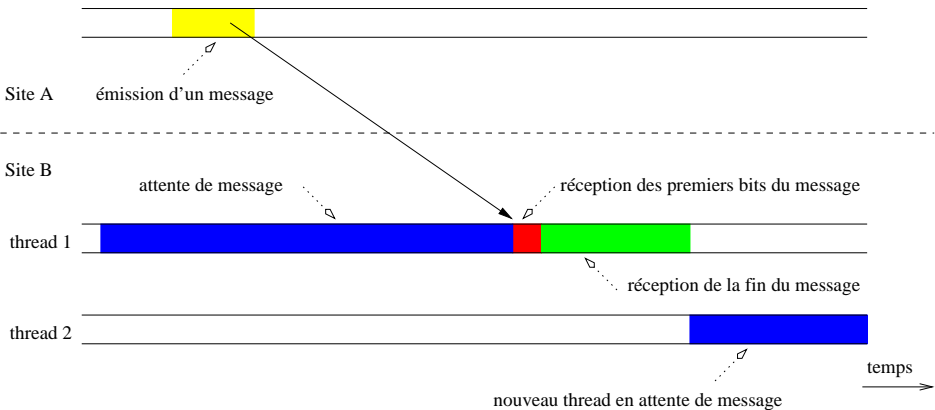 émission d'un message
Site A
Site B
attente de message
réception des premiers bits du message
thread 1
réception de la fin du message
thread 2
temps
nouveau thread en attente de message